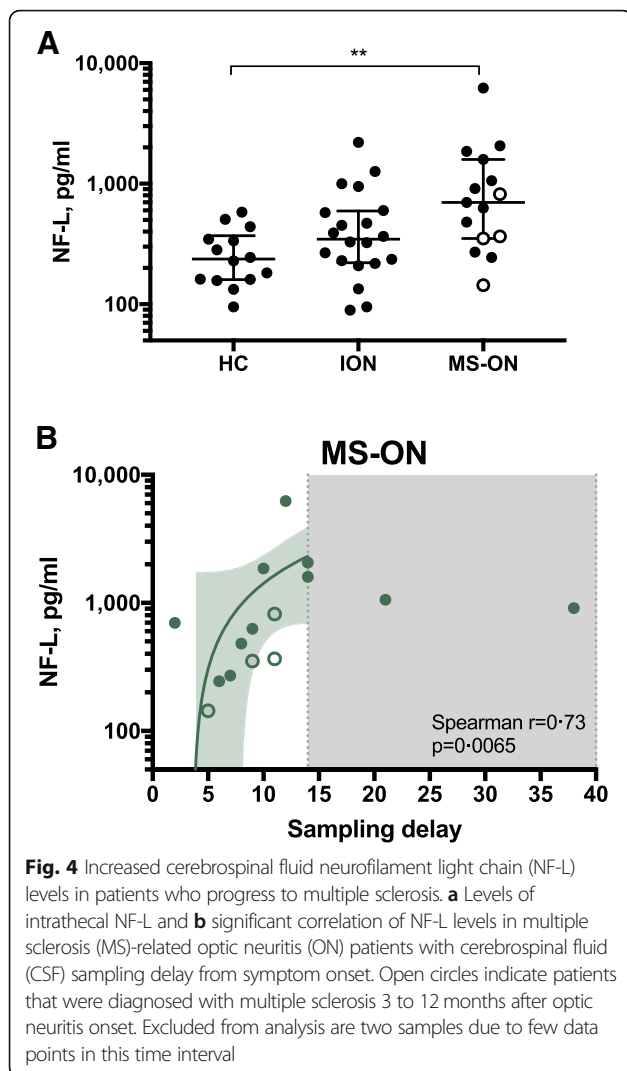 A
**
10,000
1,000
100
NF-L, pg/ml
HC ION MS-ON
B
MS-ON
10,000
1,000
100
NF-L, pg/ml
Spearman r=0·73
p=0·0065
0 5 10 15 20 25 30 35 40
Sampling delay
Fig. 4 Increased cerebrospinal fluid neurofilament light chain (NF-L)
levels in patients who progress to multiple sclerosis. a Levels of
intrathecal NF-L and b significant correlation of NF-L levels in multiple
sclerosis (MS)-related optic neuritis (ON) patients with cerebrospinal fluid
(CSF) sampling delay from symptom onset. Open circles indicate patients
that were diagnosed with multiple sclerosis 3 to 12 months after optic
neuritis onset. Excluded from analysis are two samples due to few data
points in this time interval